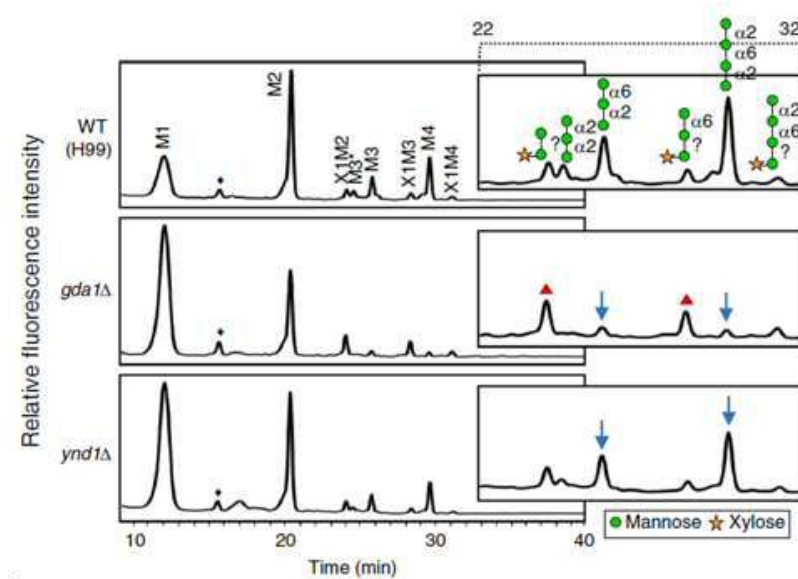 22 32
WT
(H99)
M1
M2
X1M2
M3'
M3
X1M3
M4
X1M4
?
α2
α2
α6
α2
α6
?
α2
α6
α2
α2
α6
?
gda1Δ
ynd1Δ
Relative fluorescence intensity
10 20 30 40
Time (min)
Mannose Xylose